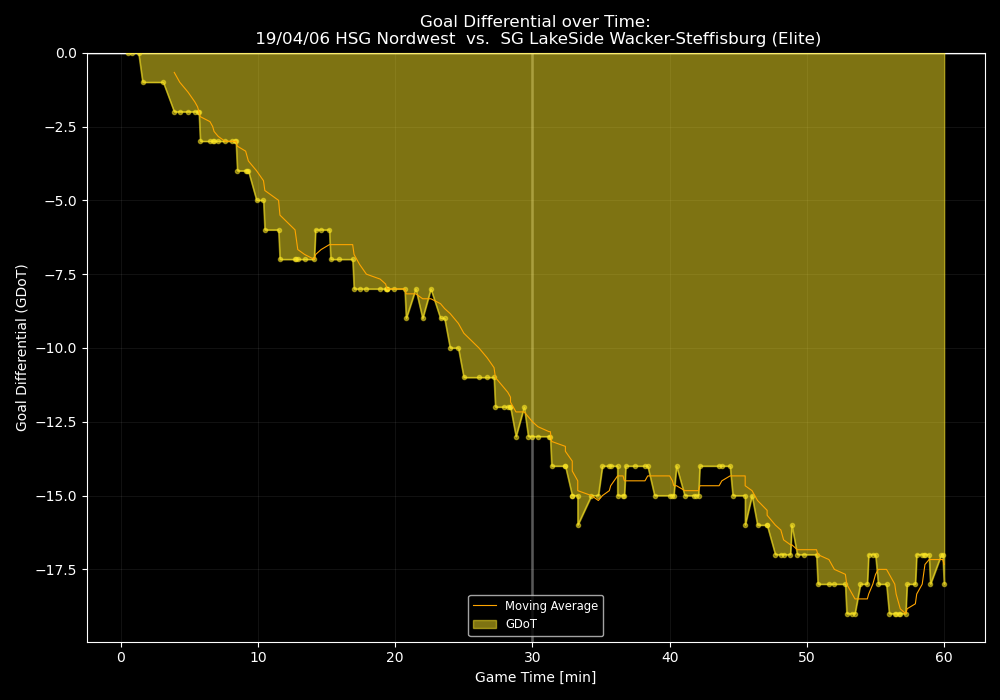 Goal Differential over Time:
19/04/06 HSG Nordwest  vs.  SG LakeSide Wacker-Steffisburg (Elite)
Goal Differential (GDoT)
0.0
−2.5
−5.0
−7.5
−10.0
−12.5
−15.0
−17.5
Moving Average
GDoT
0 10 20 30 40 50 60
Game Time [min]